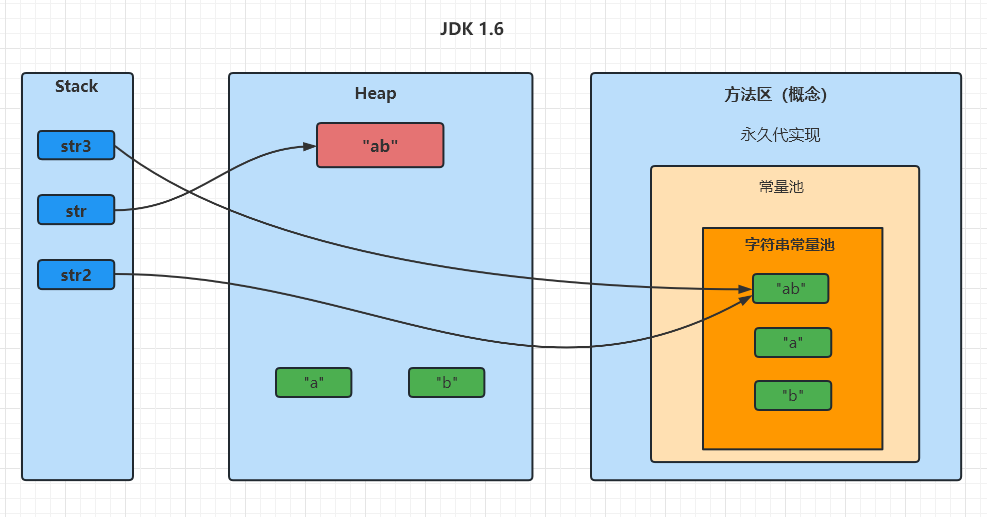 JDK 1.6
Stack
str3
str
str2
Heap
"ab"
"a"
"b"
方法区（概念）
永久代实现
常量池
字符串常量池
"ab"
"a"
"b"